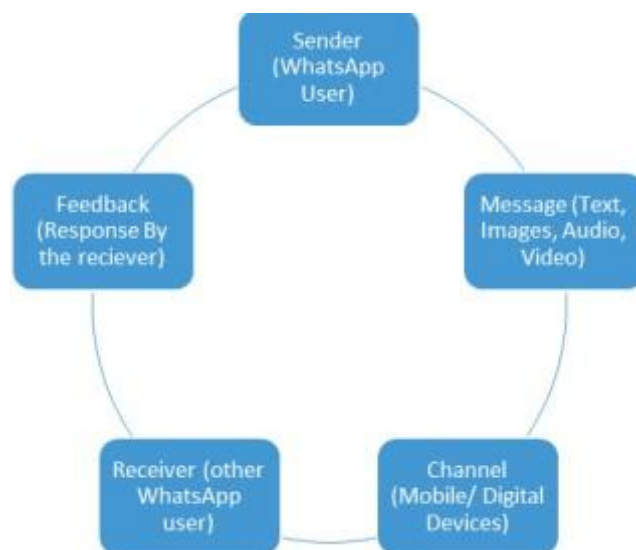 Sender
(WhatsApp
User)
Message (Text,
Images, Audio,
Video)
Channel
(Mobile/ Digital
Devices)
Receiver (other
WhatsApp
user)
Feedback
(Response By
the reciever)